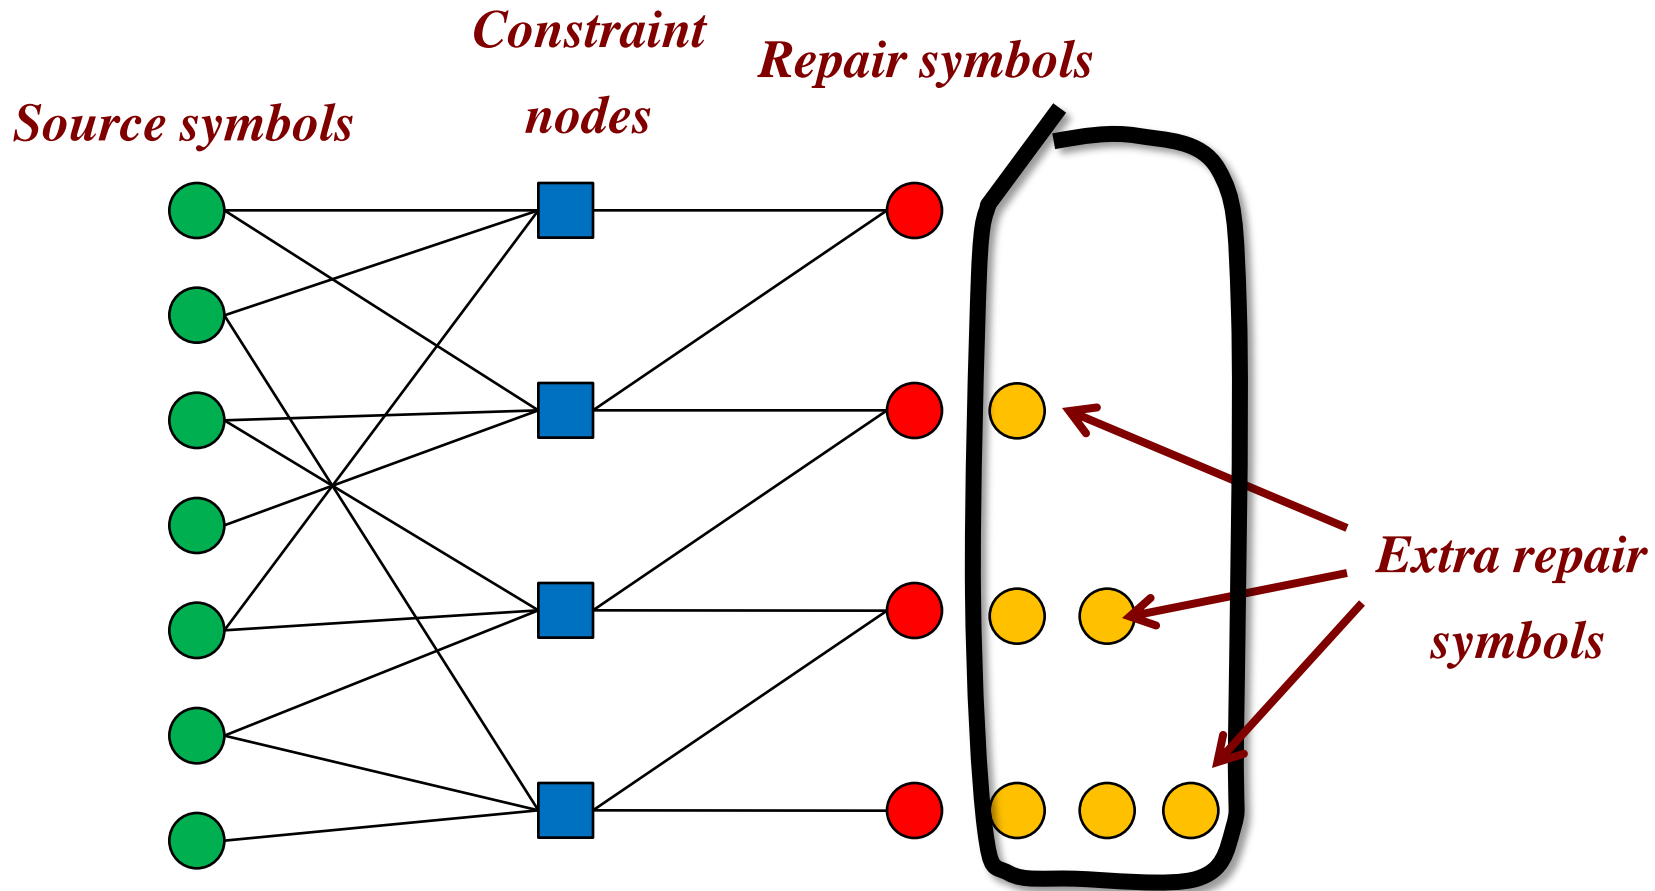 Constraint
nodes
Repair symbols
Source symbols
Extra repair
symbols